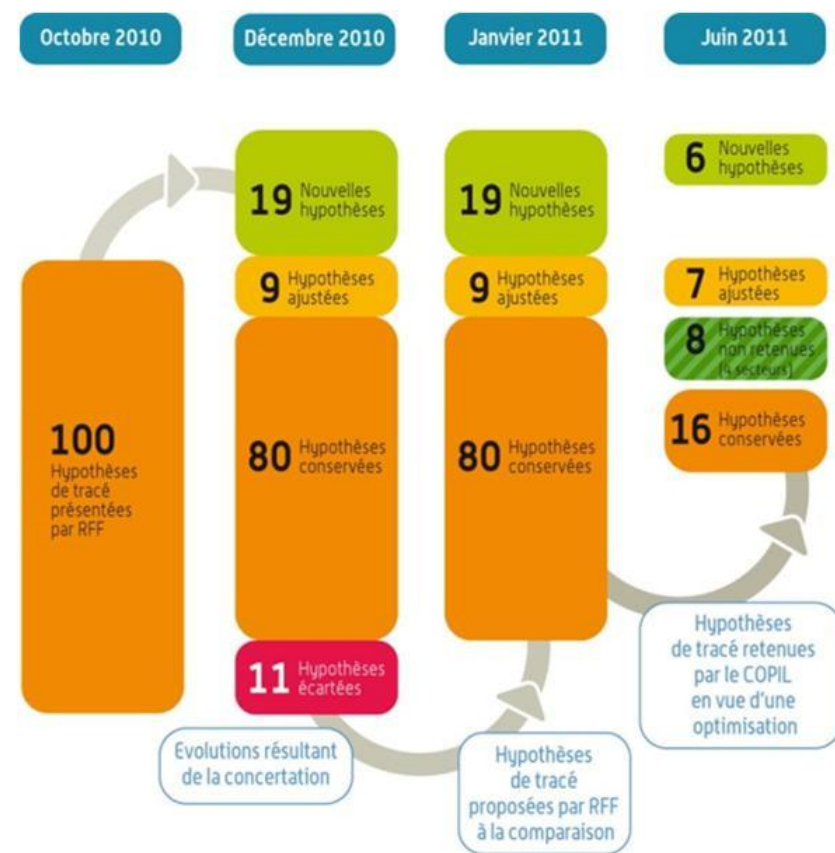 Octobre 2010
Décembre 2010
Janvier 2011
Juin 2011
100
Hypothèses
de tracé
présentées
par RFF
19 Nouvelles
hypothèses
9 Hypothèses
ajustées
80 Hypothèses
conservées
11 Hypothèses
écartées
19 Nouvelles
hypothèses
9 Hypothèses
ajustées
80 Hypothèses
conservées
6 Nouvelles
hypothèses
7 Hypothèses
ajustées
8 Hypothèses
non retenues
(4 secteurs)
16 Hypothèses
conservées
Evolutions résultant
de la concertation
Hypothèses
de tracé
proposées par RFF
à la comparaison
Hypothèses
de tracé retenues
par le COPIL
en vue d'une
optimisation